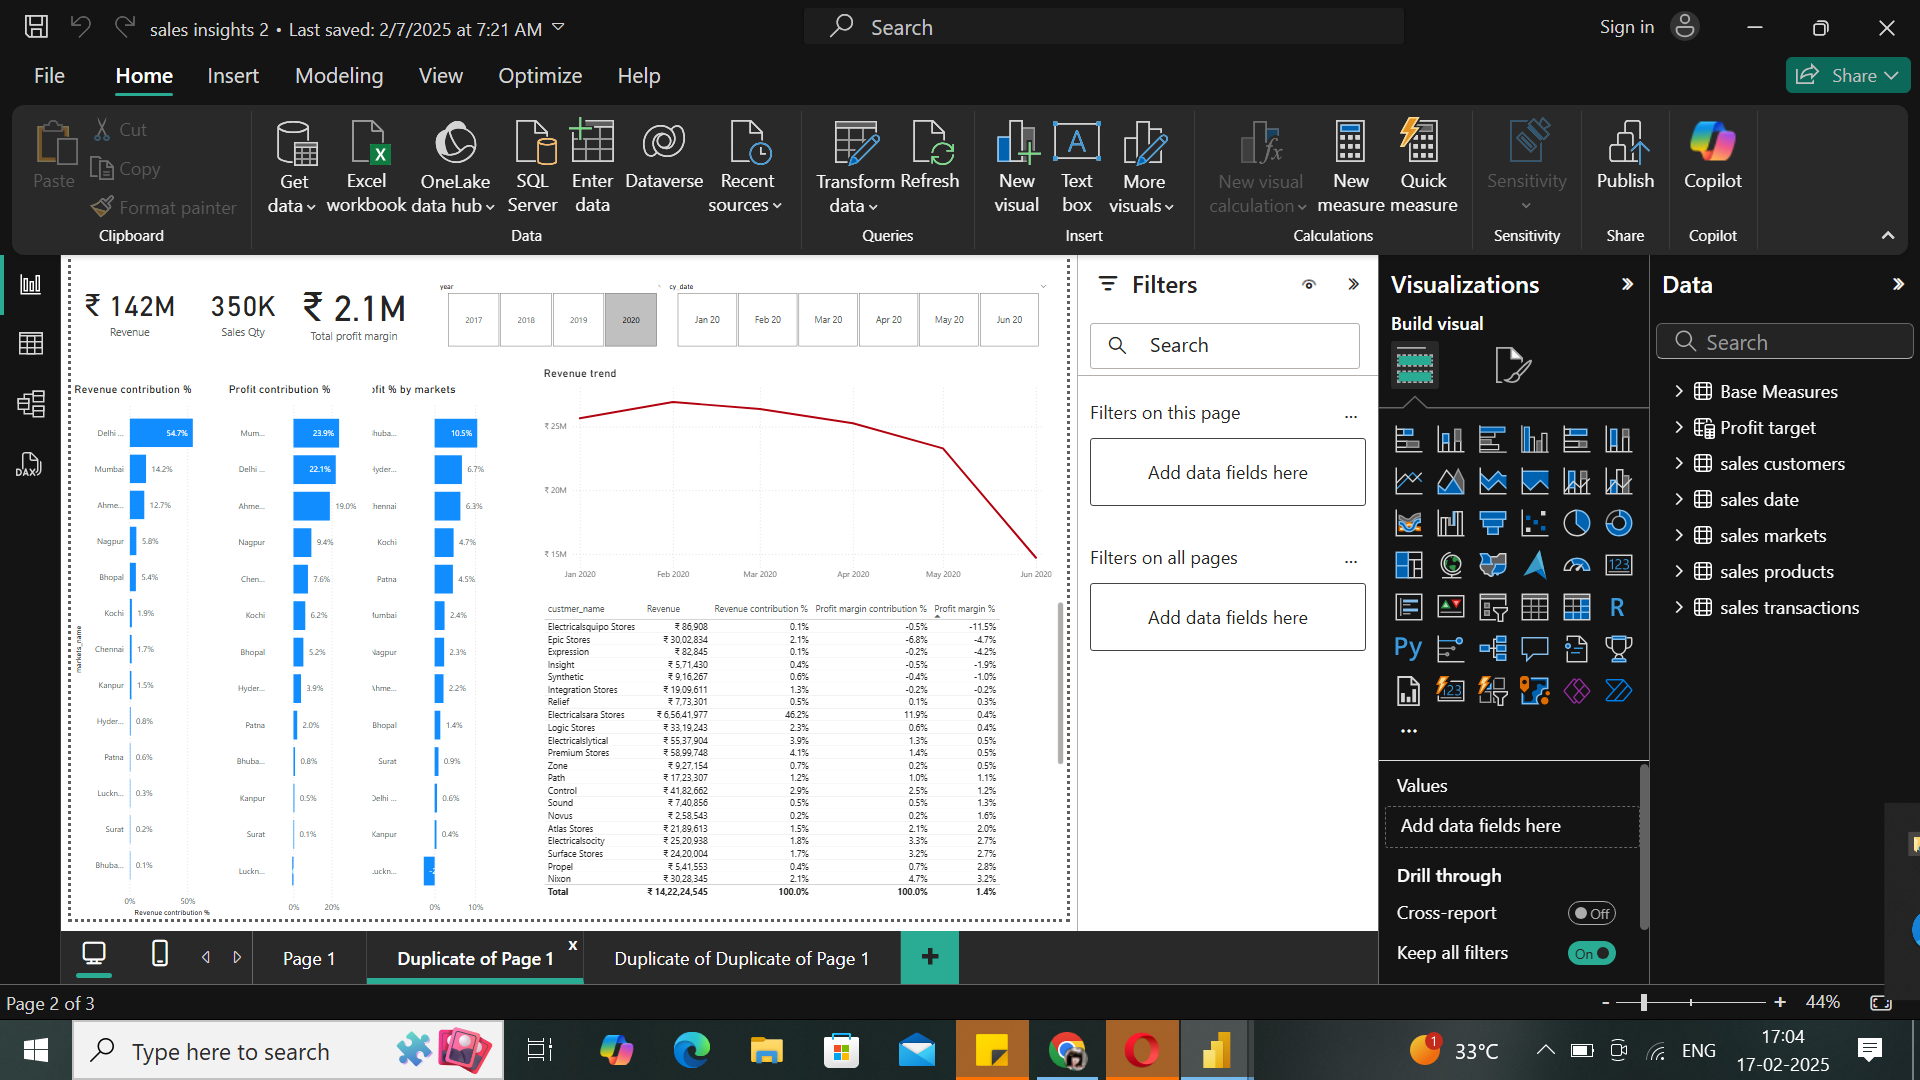 sales insights 2 • Last saved: 2/7/2025 at 7:21 AM
Search
Sign in
File Home Insert Modeling View Optimize Help
Share
Paste
Cut
Copy
Format painter
Clipboard
Get data
Excel workbook
OneLake data hub
SQL Server
Enter data
Dataverse
Recent sources
Data
Transform data
Refresh
Queries
New visual
Text box
More visuals
Insert
New visual calculation
New measure
Quick measure
Calculations
Sensitivity
Sensitivity
Publish
Share
Copilot
Copilot
DAX
₹ 142M
Revenue
350K
Sales Qty
₹ 2.1M
Total profit margin
year
2017 2018 2019 2020
cy_date
Jan 20 Feb 20 Mar 20 Apr 20 May 20 Jun 20
Revenue contribution %
markets_name
Delhi ... 54.7%
Mumbai 14.2%
Ahme... 12.7%
Nagpur 5.8%
Bhopal 5.4%
Kochi 1.9%
Chennai 1.7%
Kanpur 1.5%
Hyder... 0.8%
Patna 0.6%
Luckn... 0.3%
Surat 0.2%
Bhuba... 0.1%
0% 50%
Revenue contribution %
Profit contribution %
Mum... 23.9%
Delhi ... 22.1%
Ahme... 19.0%
Nagpur 9.4%
Chen... 7.6%
Kochi 6.2%
Bhopal 5.2%
Hyder... 3.9%
Patna 2.0%
Bhuba... 0.8%
Kanpur 0.5%
Surat 0.1%
Luckn...
0% 20%
ofit % by markets
huba... 10.5%
yder... 6.7%
hennai 6.3%
Kochi 4.7%
Patna 4.5%
umbai 2.4%
Nagpur 2.3%
Ahme... 2.2%
Bhopal 1.4%
Surat 0.9%
Delhi ... 0.6%
Kanpur 0.4%
uckn...
0% 10%
Revenue trend
₹ 25M
₹ 20M
₹ 15M
Jan 2020 Feb 2020 Mar 2020 Apr 2020 May 2020 Jun 2020
custmer_name Revenue Revenue contribution % Profit margin contribution % Profit margin %
Electricalsquipo Stores ₹ 86,908 0.1% -0.5% -11.5%
Epic Stores ₹ 30,02,834 2.1% -6.8% -4.7%
Expression ₹ 82,845 0.1% -0.2% -4.2%
Insight ₹ 5,71,430 0.4% -0.5% -1.9%
Synthetic ₹ 9,16,267 0.6% -0.4% -1.0%
Integration Stores ₹ 19,09,611 1.3% -0.2% -0.2%
Relief ₹ 7,73,301 0.5% 0.1% 0.3%
Electricalsara Stores ₹ 6,56,41,977 46.2% 11.9% 0.4%
Logic Stores ₹ 33,19,243 2.3% 0.6% 0.4%
Electricalslytical ₹ 55,37,904 3.9% 1.3% 0.5%
Premium Stores ₹ 58,99,748 4.1% 1.4% 0.5%
Zone ₹ 9,27,154 0.7% 0.2% 0.5%
Path ₹ 17,23,307 1.2% 1.0% 1.1%
Control ₹ 41,82,662 2.9% 2.5% 1.2%
Sound ₹ 7,40,856 0.5% 0.5% 1.3%
Novus ₹ 2,58,543 0.2% 0.2% 1.6%
Atlas Stores ₹ 21,89,613 1.5% 2.1% 2.0%
Electricalsocity ₹ 25,20,938 1.8% 3.3% 2.7%
Surface Stores ₹ 24,20,004 1.7% 3.2% 2.7%
Propel ₹ 5,41,553 0.4% 0.7% 2.8%
Nixon ₹ 30,28,345 2.1% 4.7% 3.2%
Total ₹ 14,22,24,545 100.0% 100.0% 1.4%
Filters
Search
Filters on this page ...
Add data fields here
Filters on all pages ...
Add data fields here
Visualizations
Build visual
123
R
Py
123
...
Values
Add data fields here
Drill through
Cross-report Off
Keep all filters On
Data
Search
Base Measures
Profit target
sales customers
sales date
sales markets
sales products
sales transactions
Page 1
Duplicate of Page 1 x
Duplicate of Duplicate of Page 1
+
Page 2 of 3
- + 44%
Type here to search
1
33°C
ENG
17:04
17-02-2025